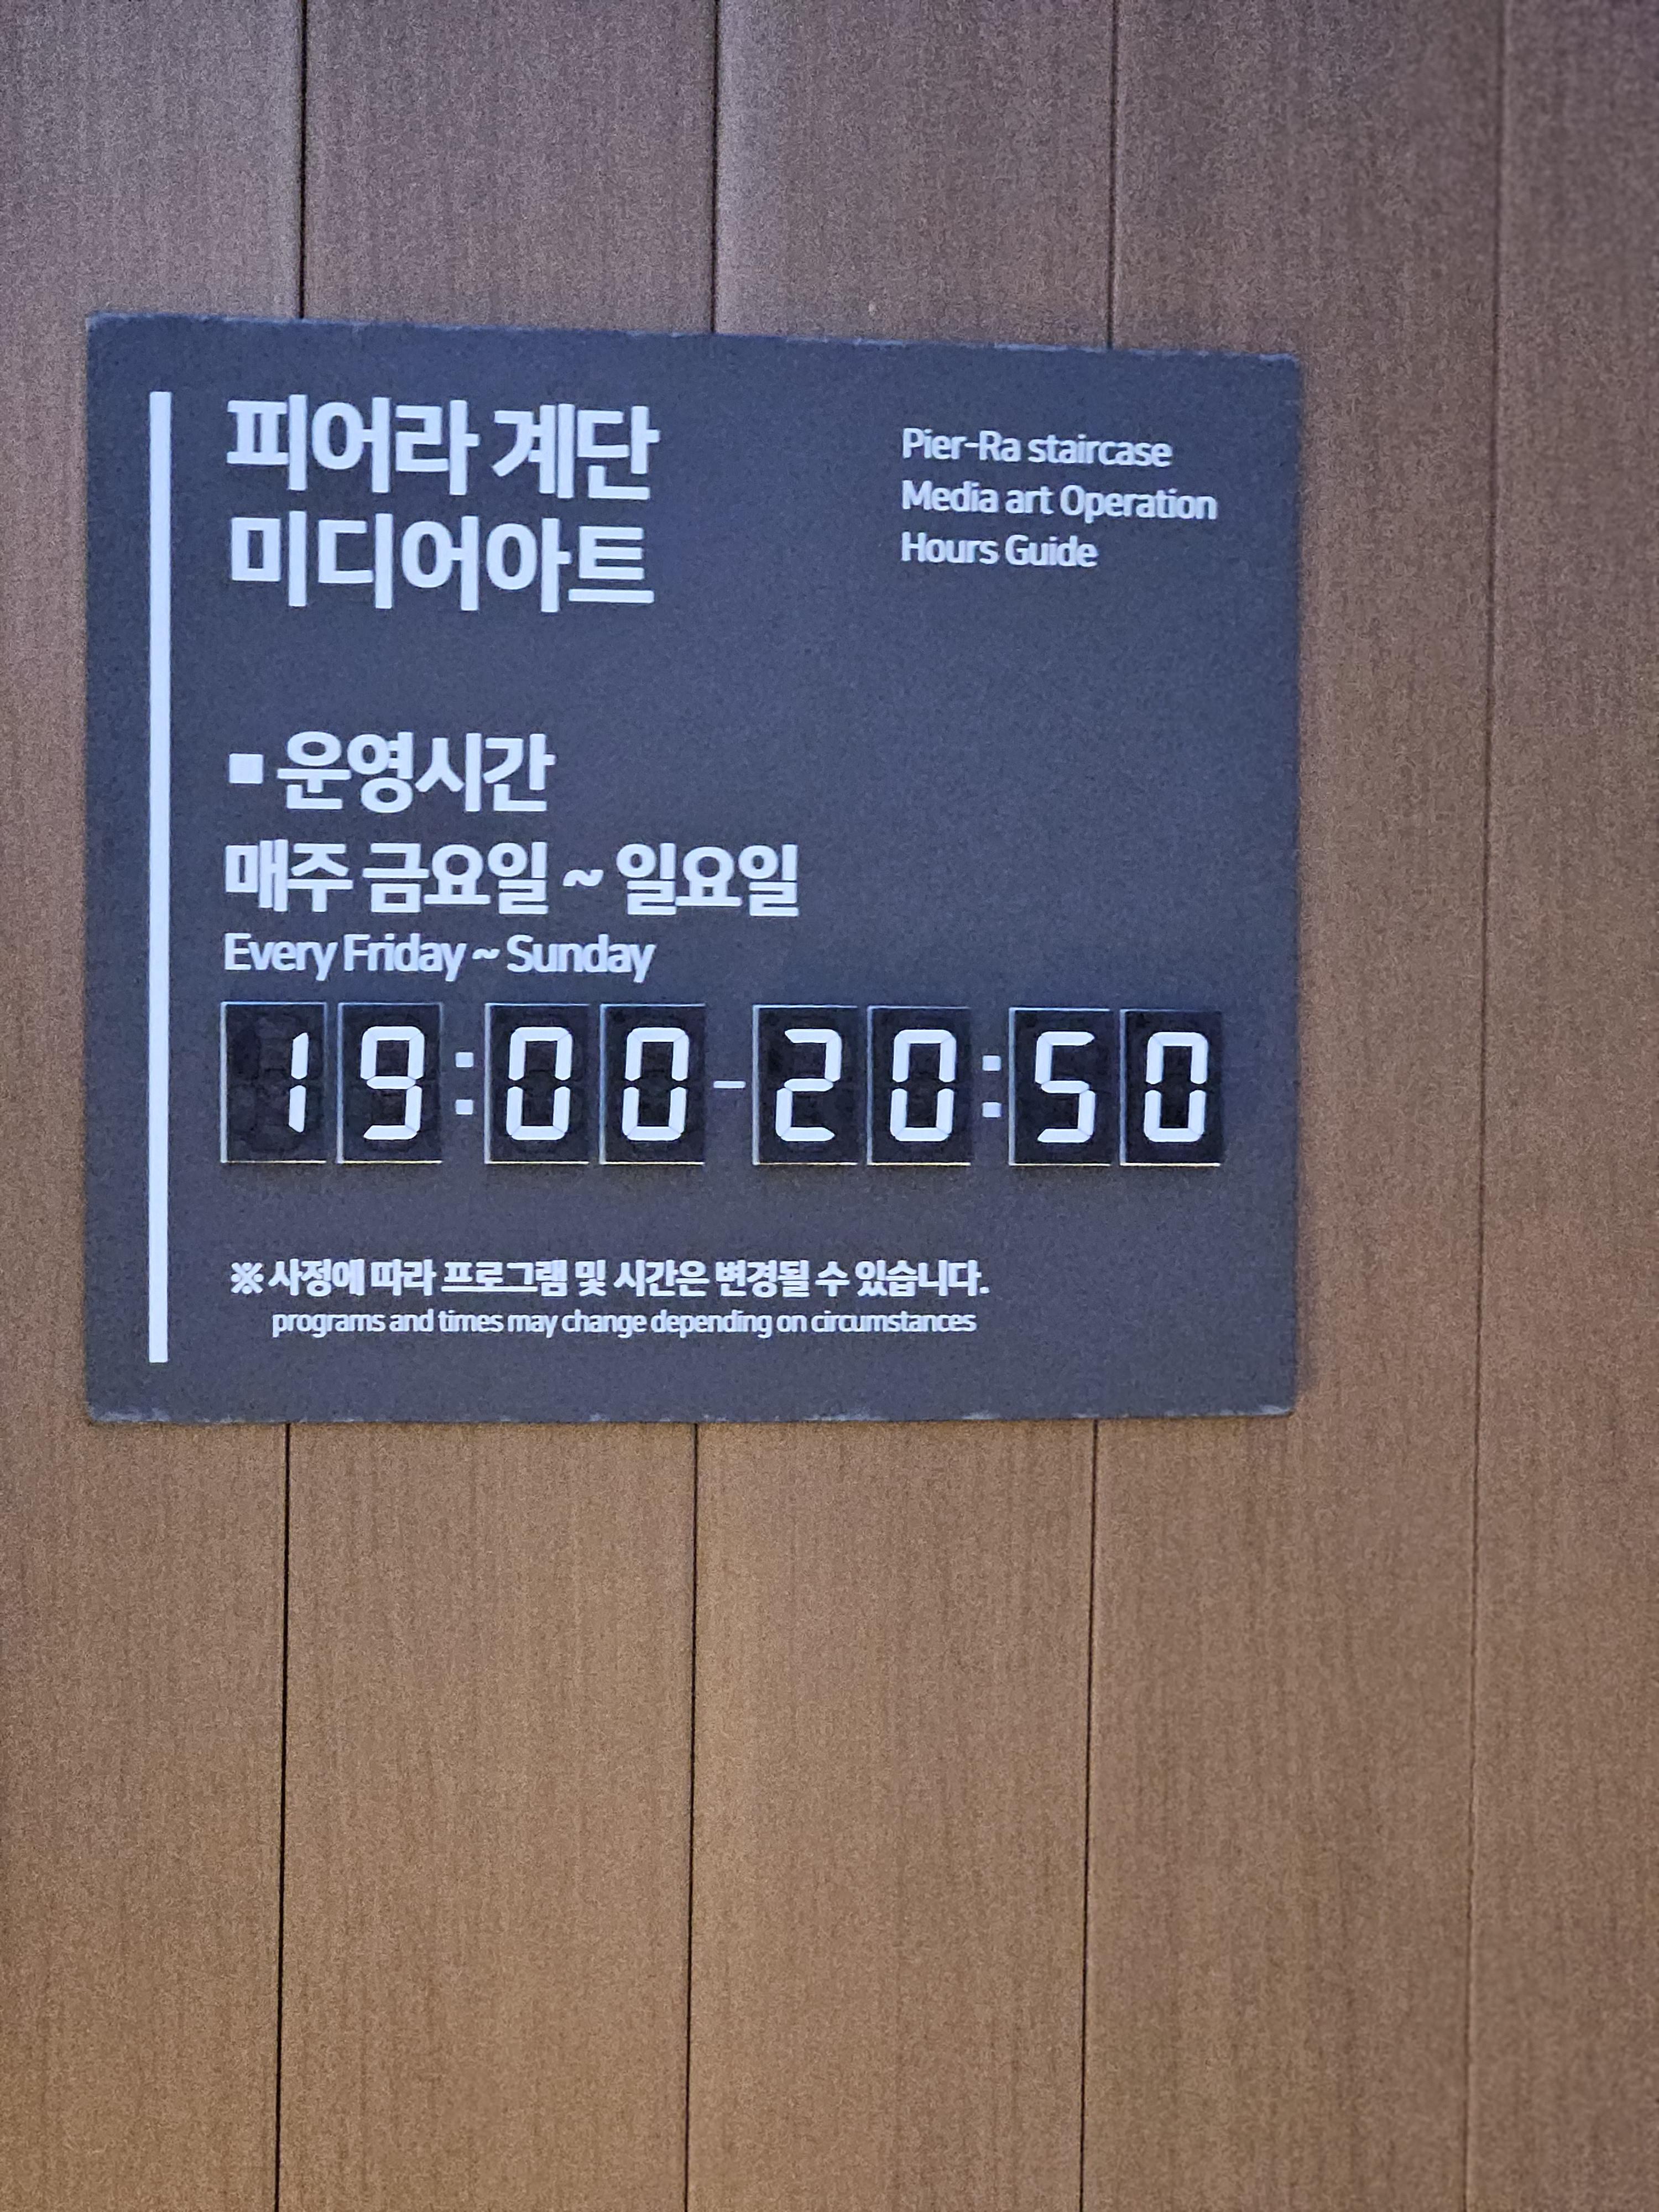 피어라 계단
미디어아트
Pier-Ra staircase
Media art Operation
Hours Guide
▪ 운영시간
매주 금요일 ~ 일요일
Every Friday ~ Sunday
19:00-20:50
※ 사정에 따라 프로그램 및 시간은 변경될 수 있습니다.
programs and times may change depending on circumstances